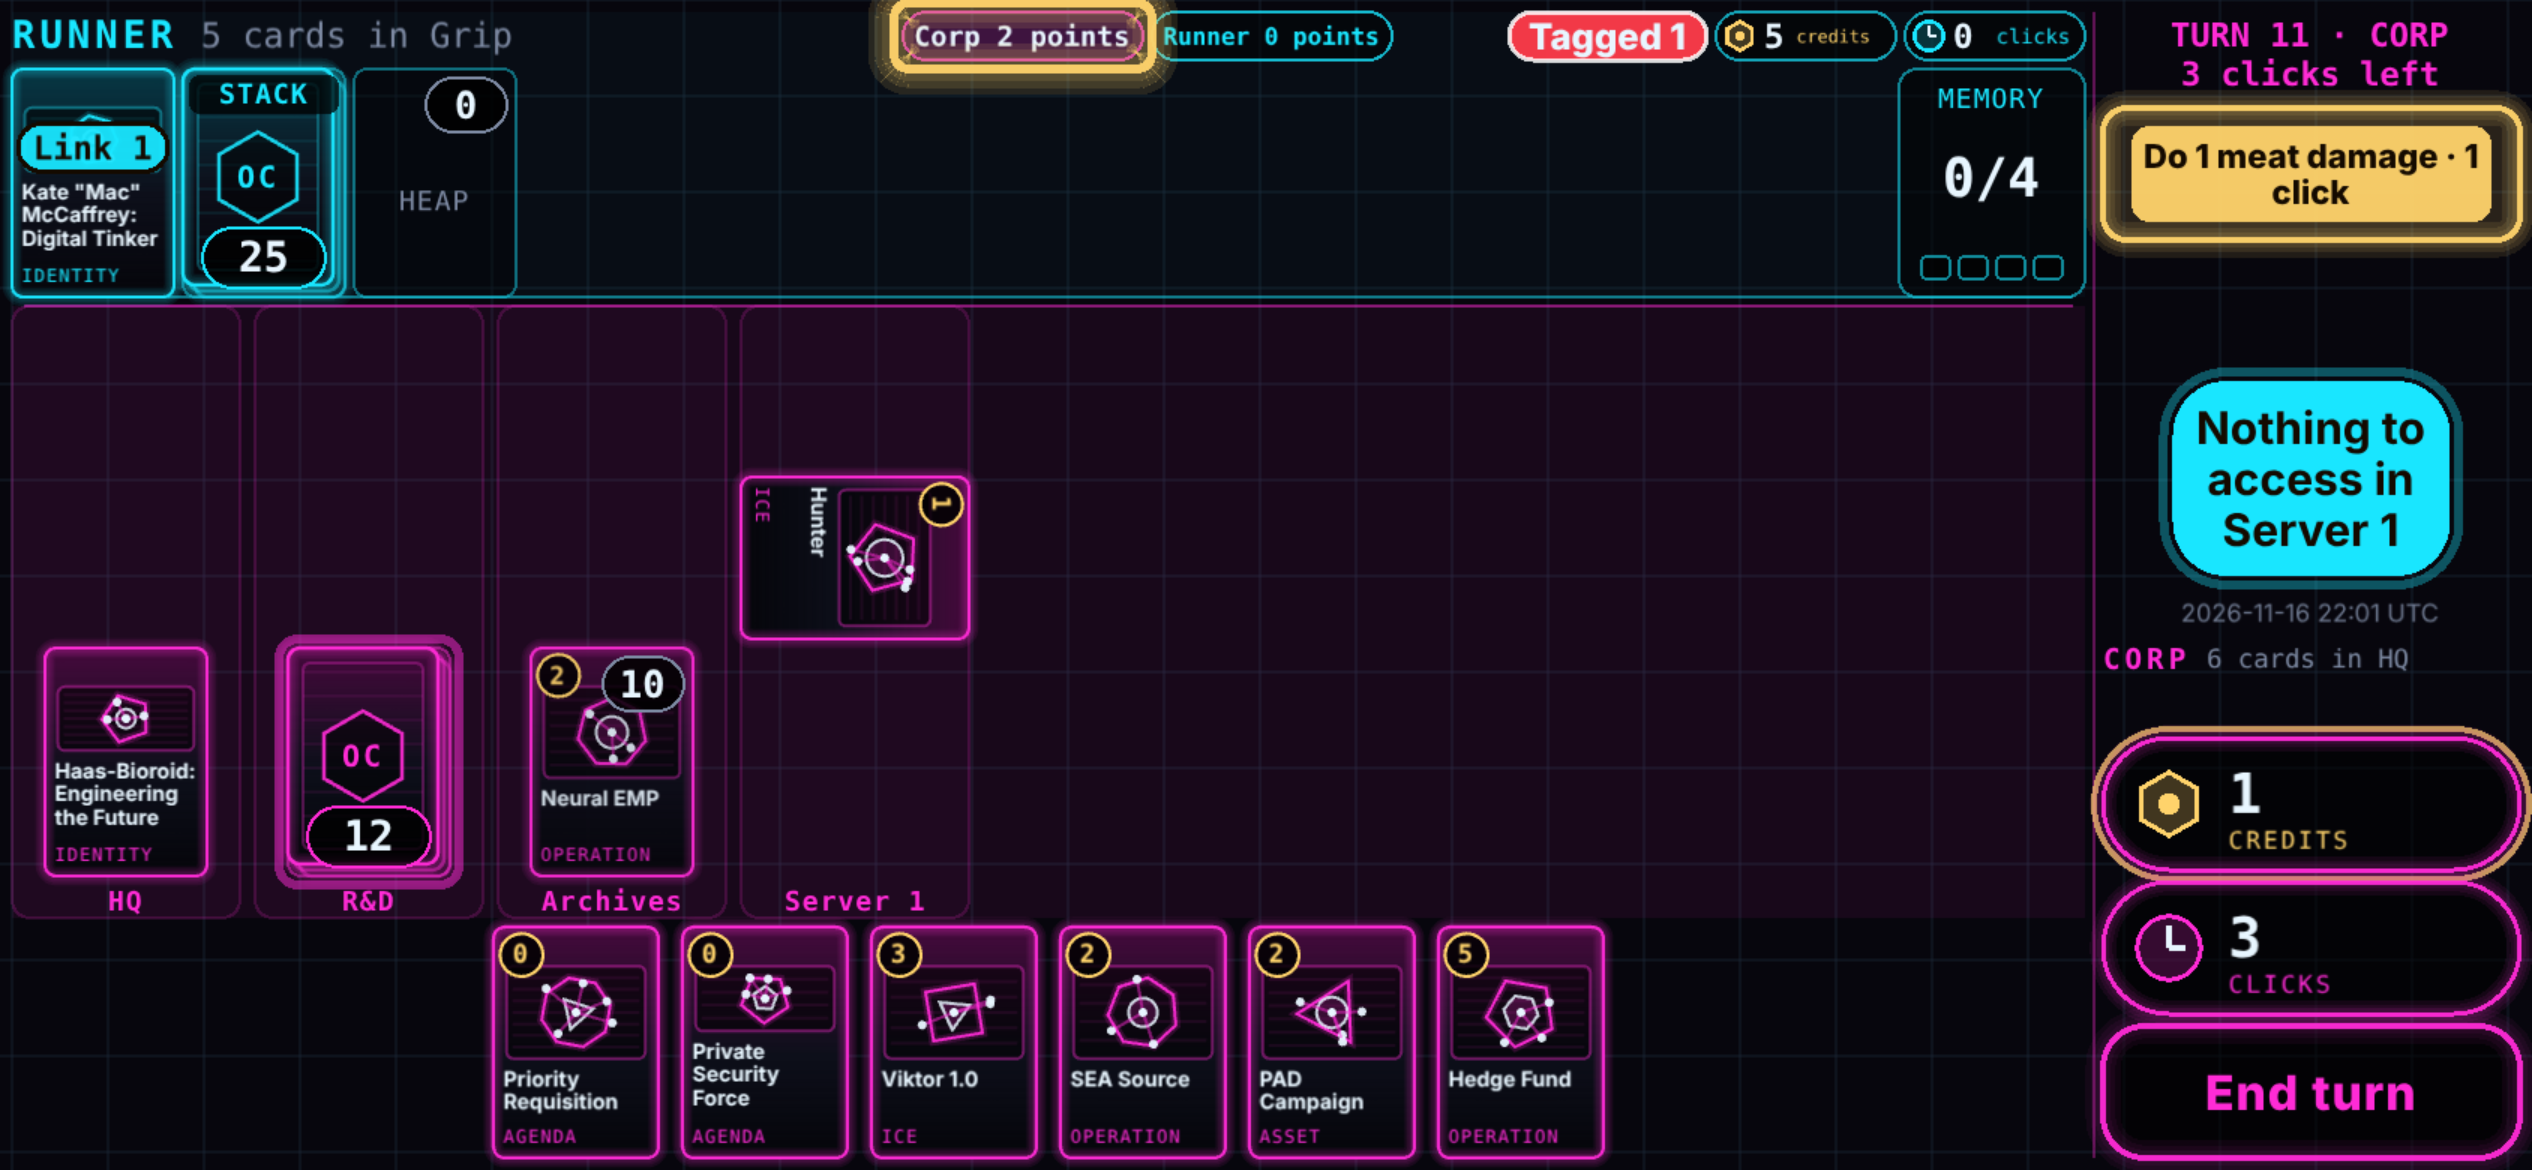 RUNNER 5 cards in Grip
Corp 2 points
Runner 0 points
Tagged 1
5 credits
0 clicks
TURN 11 · CORP
3 clicks left
Link 1
Kate "Mac"
McCaffrey:
Digital Tinker
IDENTITY
STACK
OC
25
0
HEAP
MEMORY
0/4
Do 1 meat damage · 1
click
Nothing to
access in
Server 1
2026-11-16 22:01 UTC
CORP 6 cards in HQ
ICE
Hunter
1
Haas-Bioroid:
Engineering
the Future
IDENTITY
HQ
OC
12
R&D
2
10
Neural EMP
OPERATION
Archives
Server 1
1
CREDITS
3
CLICKS
End turn
0
Priority
Requisition
AGENDA
0
Private
Security
Force
AGENDA
3
Viktor 1.0
ICE
2
SEA Source
OPERATION
2
PAD
Campaign
ASSET
5
Hedge Fund
OPERATION